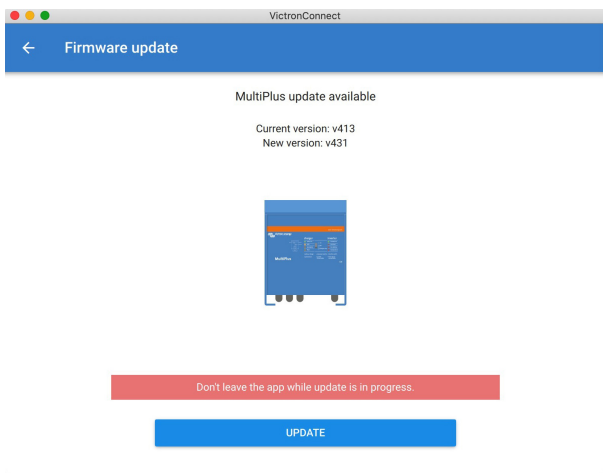 VictronConnect
Firmware update
MultiPlus update available
Current version: v413
New version: v431
MultiPlus
Don't leave the app while update is in progress.
UPDATE